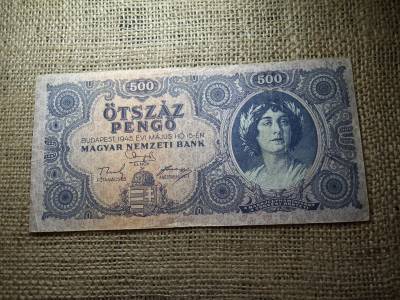 500
500
ÖTSZÁZ
PENGŐ
BUDAPEST 1945. ÉVI MÁJUS HÓ 15-ÉN.
MAGYAR NEMZETI BANK